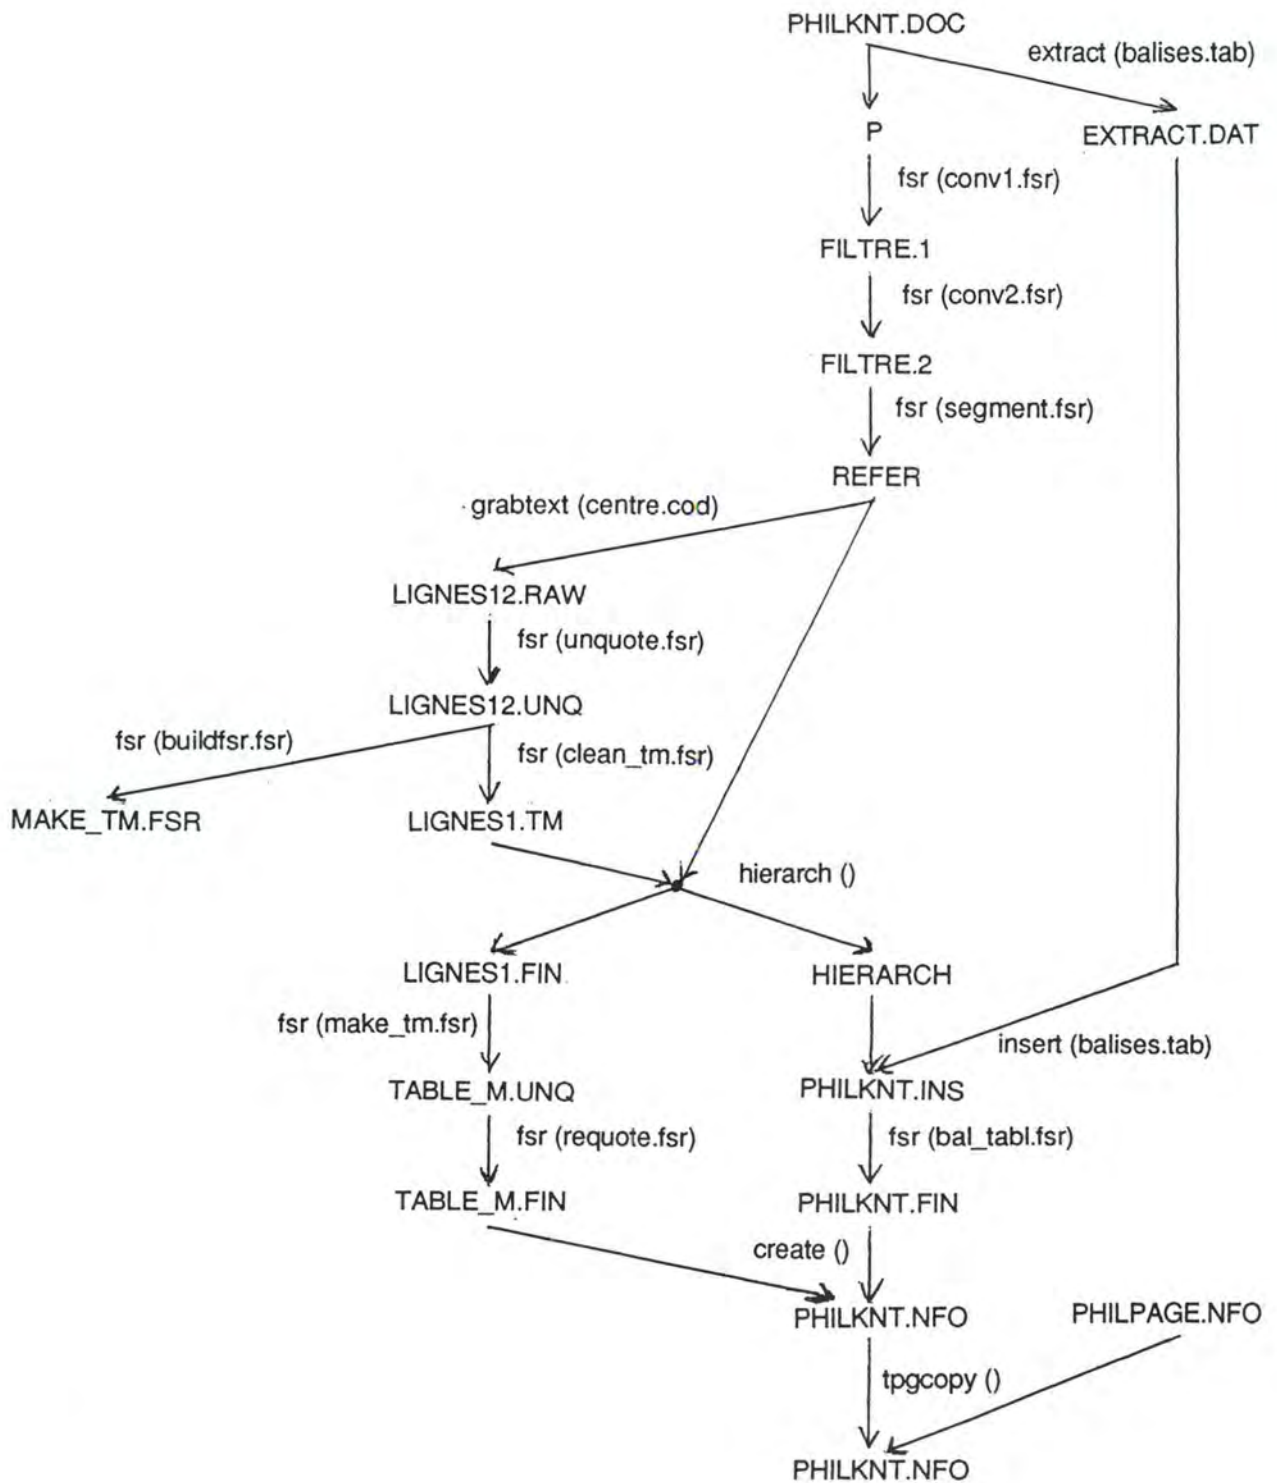 PHILKNT.DOC
extract (balises.tab)
P
EXTRACT.DAT
fsr (conv1.fsr)
FILTRE.1
fsr (conv2.fsr)
FILTRE.2
fsr (segment.fsr)
REFER
grabtext (centre.cod)
LIGNES12.RAW
fsr (unquote.fsr)
LIGNES12.UNQ
fsr (buildfsr.fsr)
fsr (clean_tm.fsr)
MAKE_TM.FSR
LIGNES1.TM
hierarch ()
LIGNES1.FIN
HIERARCH
fsr (make_tm.fsr)
insert (balises.tab)
TABLE_M.UNQ
PHILKNT.INS
fsr (requote.fsr)
fsr (bal_tabl.fsr)
TABLE_M.FIN
PHILKNT.FIN
create ()
PHILKNT.NFO
PHILPAGE.NFO
tpgcopy ()
PHILKNT.NFO